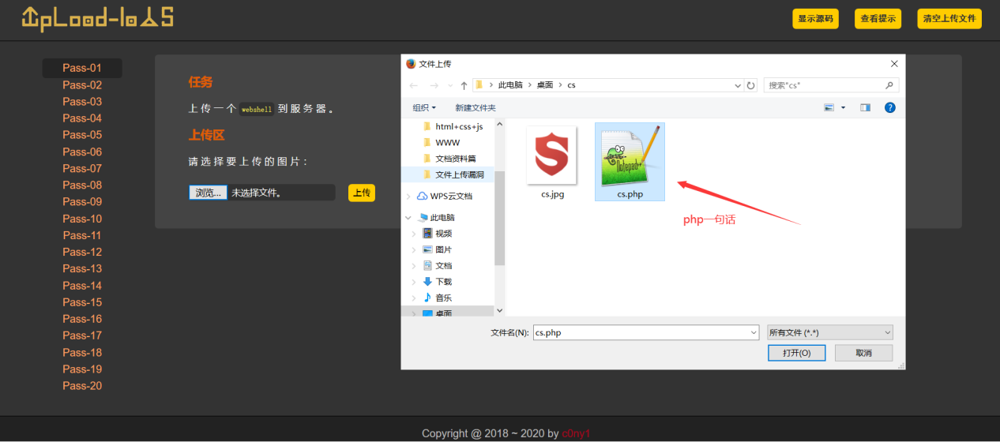 UpLoad-labS
显示源码 查看提示 清空上传文件
Pass-01
Pass-02
Pass-03
Pass-04
Pass-05
Pass-06
Pass-07
Pass-08
Pass-09
Pass-10
Pass-11
Pass-12
Pass-13
Pass-14
Pass-15
Pass-16
Pass-17
Pass-18
Pass-19
Pass-20
任务
上传一个 webshell 到服务器。
上传区
请选择要上传的图片:
浏览... 未选择文件。 上传
文件上传
此电脑 > 桌面 > cs 搜索"cs"
组织 新建文件夹
html+css+js
WWW
文档资料篇
文件上传漏洞
WPS云文档
此电脑
视频
图片
文档
下载
音乐
桌面
cs.jpg
Notepad++
cs.php
php一句话
文件名(N): cs.php 所有文件 (*.*)
打开(O) 取消
Copyright @ 2018 ~ 2020 by c0ny1